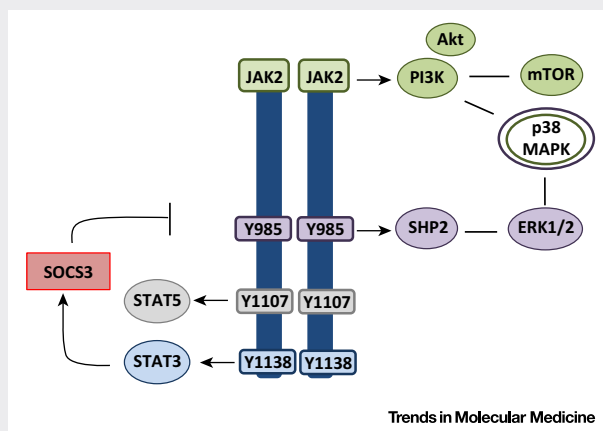 Akt
JAK2 JAK2 PI3K mTOR
p38
MAPK
Y985 Y985 SHP2 ERK1/2
SOCS3
STAT5 Y1107 Y1107
STAT3 Y1138 Y1138
Trends in Molecular Medicine